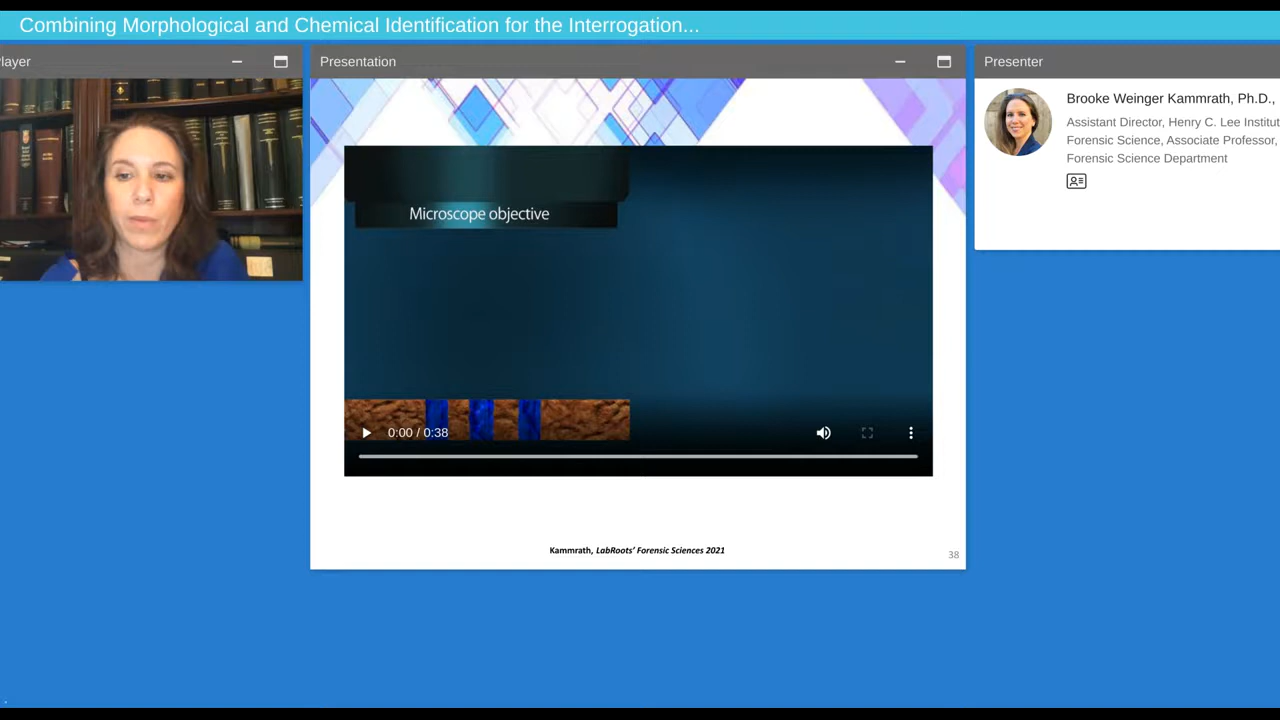 Combining Morphological and Chemical Identification for the Interrogation...
layer
Presentation
Presenter
Brooke Weinger Kammrath, Ph.D.,
Assistant Director, Henry C. Lee Institut
Forensic Science, Associate Professor,
Forensic Science Department
Microscope objective
0:00 / 0:38
Kammrath, LabRoots' Forensic Sciences 2021
38